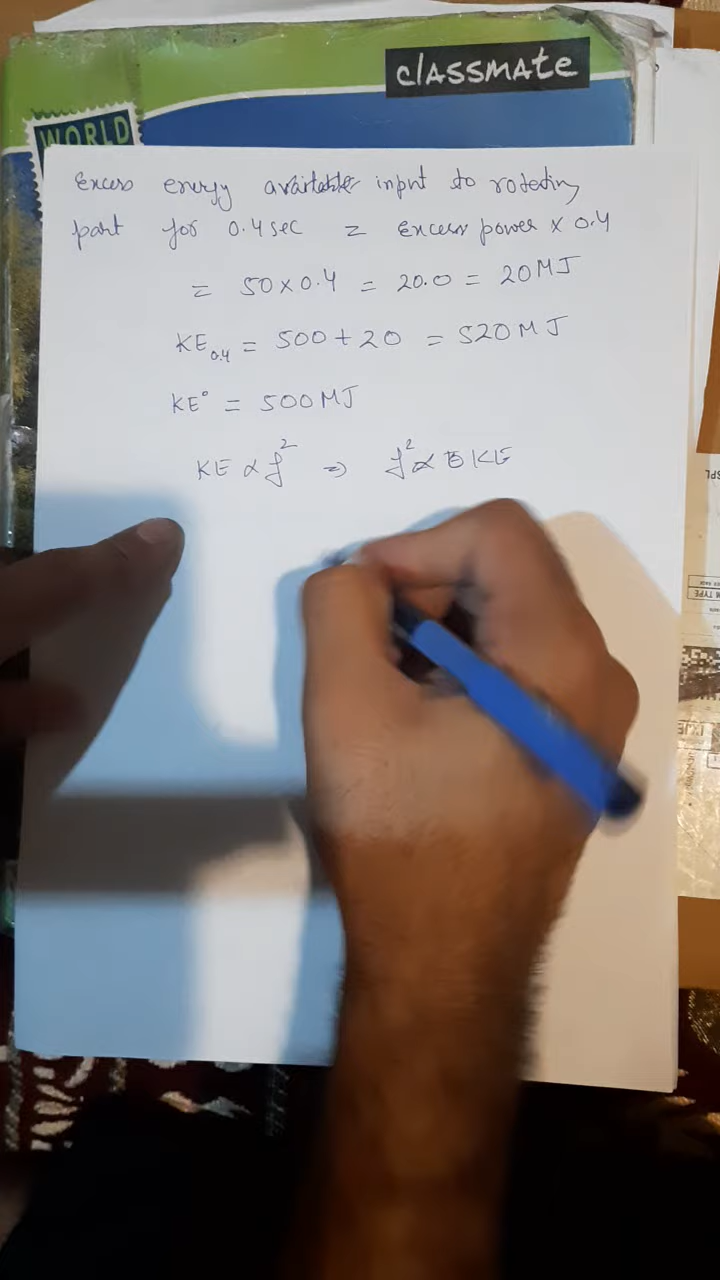 classmate
WORLD
Excess energy available input to rotating
part for 0.4 sec = Excess power × 0.4
= 50 × 0.4 = 20.0 = 20 MJ
KE0.4 = 500 + 20 = 520 MJ
KE° = 500 MJ
KE ∝ f² ⇒ f² ∝ KE